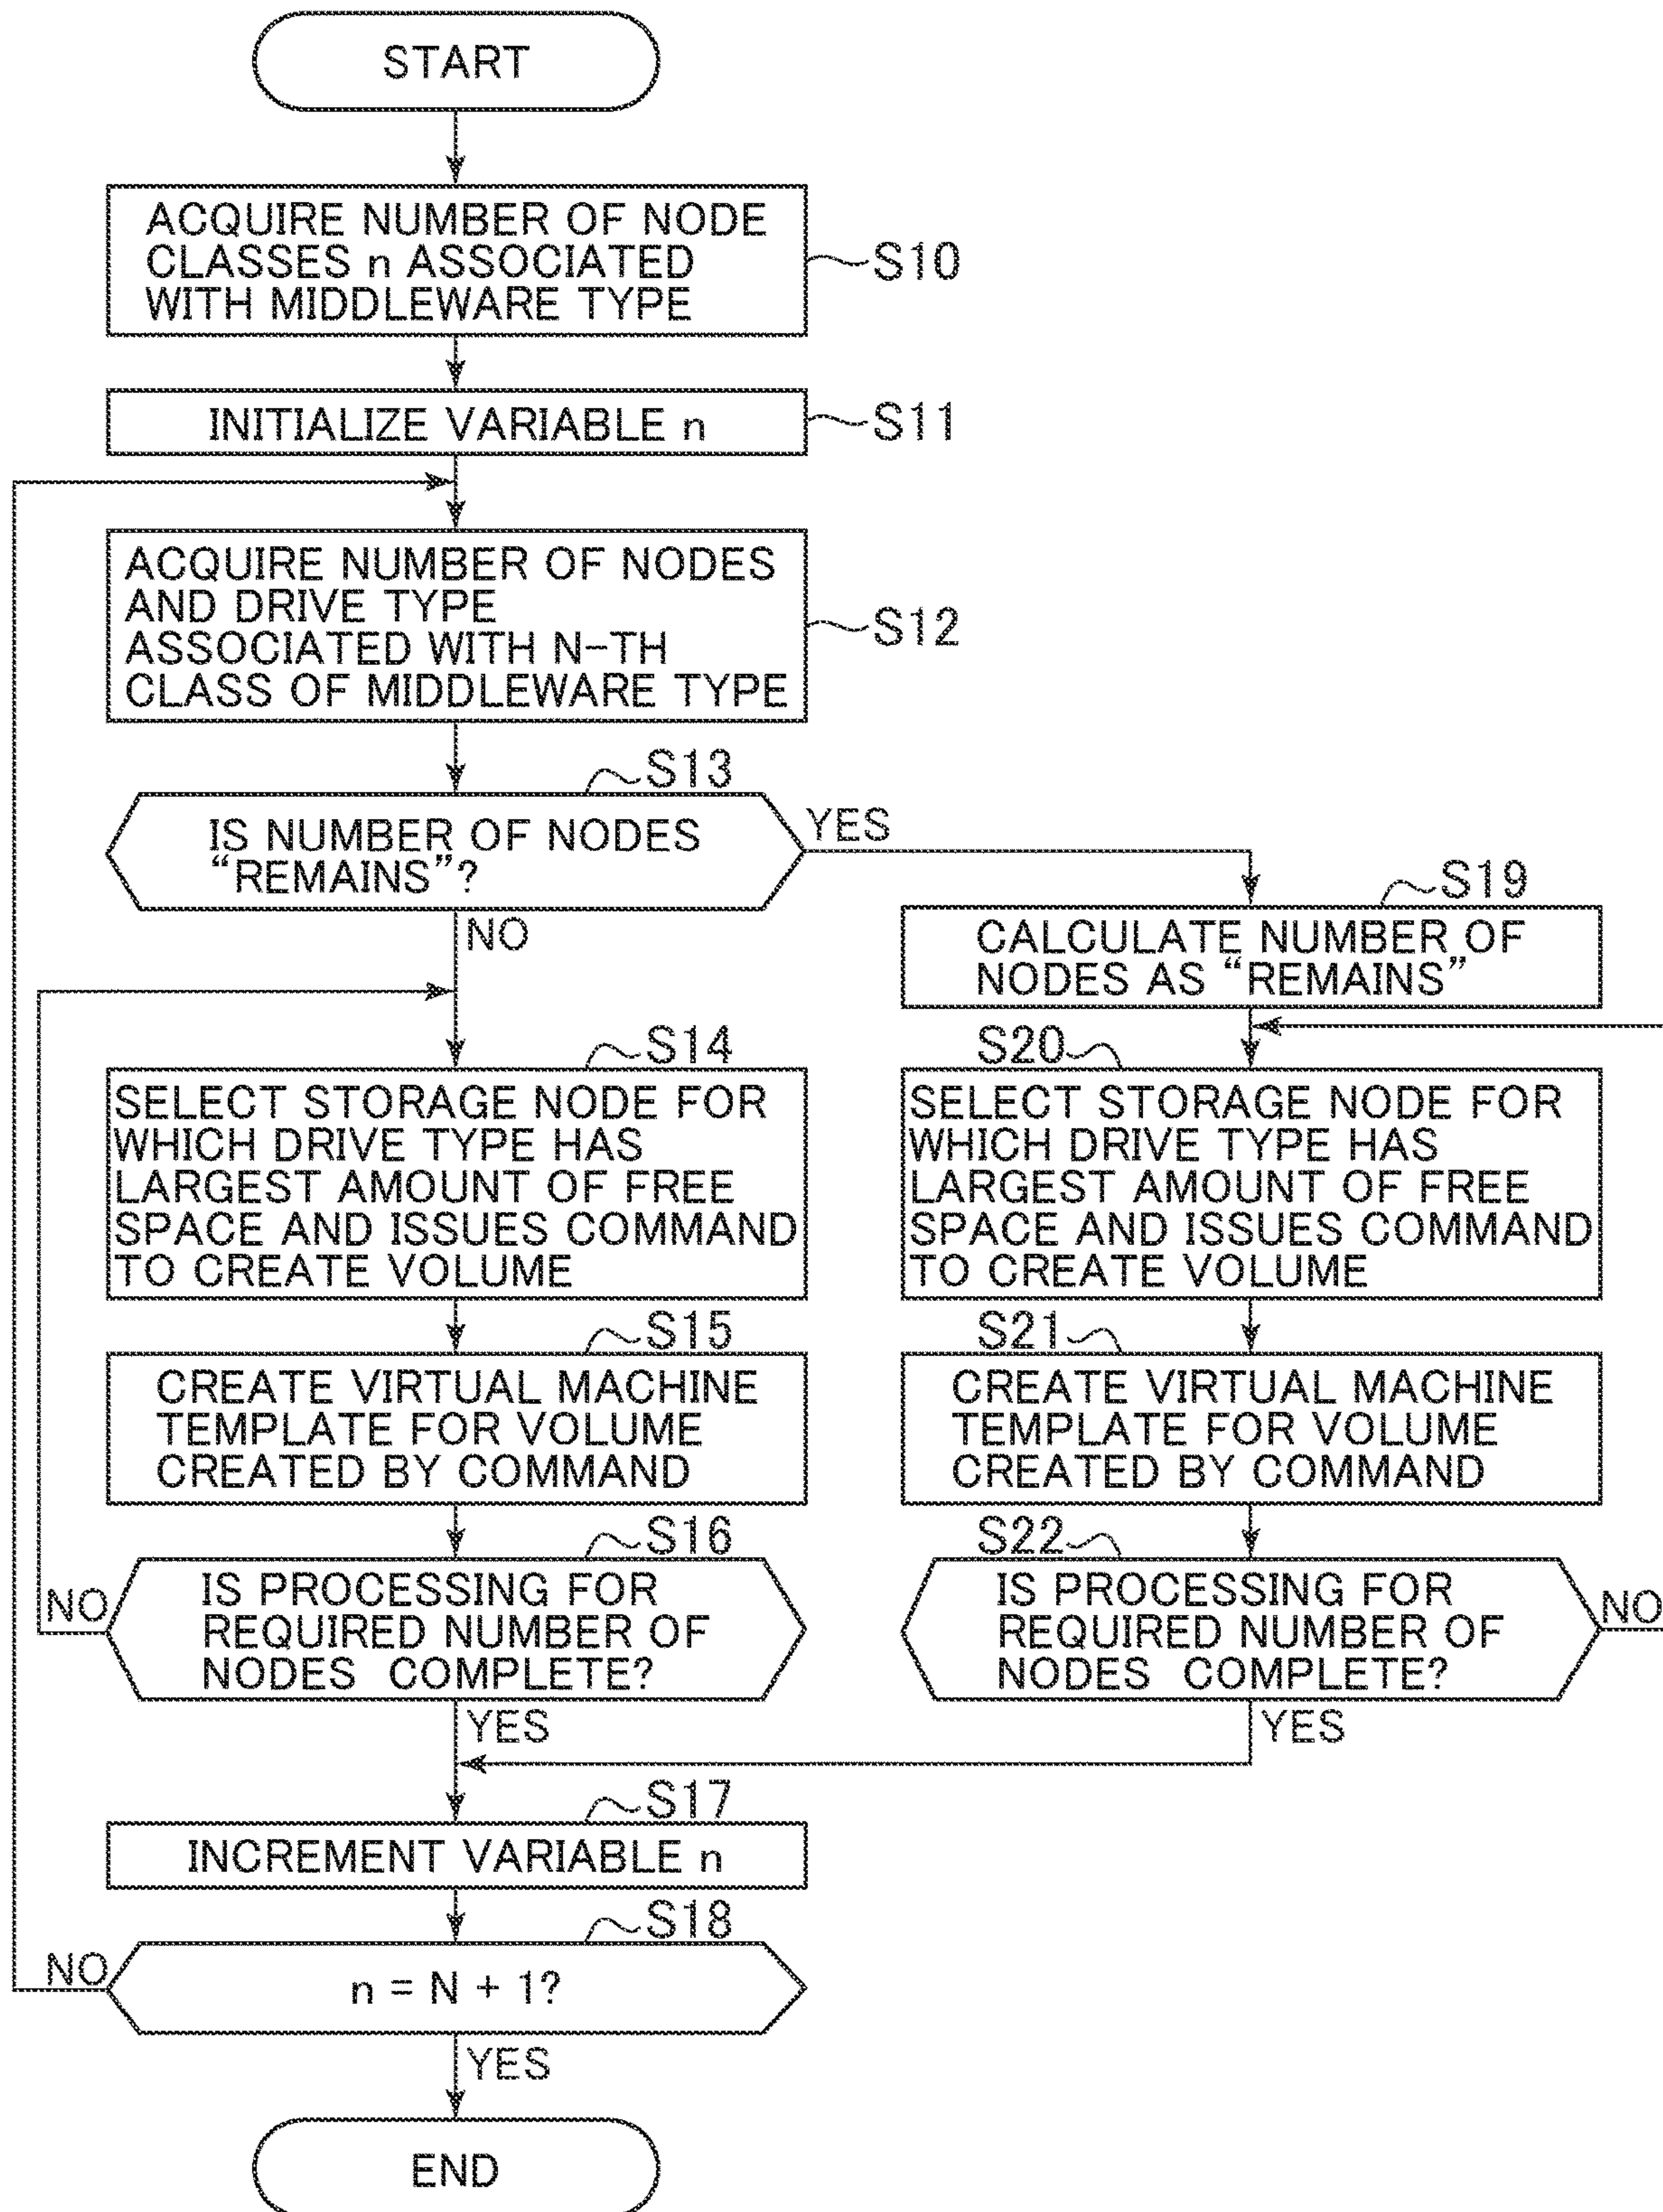 START
ACQUIRE NUMBER OF NODE
CLASSES n ASSOCIATED
WITH MIDDLEWARE TYPE
S10
INITIALIZE VARIABLE n
S11
ACQUIRE NUMBER OF NODES
AND DRIVE TYPE
ASSOCIATED WITH N-TH
CLASS OF MIDDLEWARE TYPE
S12
S13
IS NUMBER OF NODES
“REMAINS”?
YES
NO
S19
CALCULATE NUMBER OF
NODES AS “REMAINS”
S14
SELECT STORAGE NODE FOR
WHICH DRIVE TYPE HAS
LARGEST AMOUNT OF FREE
SPACE AND ISSUES COMMAND
TO CREATE VOLUME
S20
SELECT STORAGE NODE FOR
WHICH DRIVE TYPE HAS
LARGEST AMOUNT OF FREE
SPACE AND ISSUES COMMAND
TO CREATE VOLUME
S15
CREATE VIRTUAL MACHINE
TEMPLATE FOR VOLUME
CREATED BY COMMAND
S21
CREATE VIRTUAL MACHINE
TEMPLATE FOR VOLUME
CREATED BY COMMAND
S16
NO
IS PROCESSING FOR
REQUIRED NUMBER OF
NODES COMPLETE?
YES
S22
IS PROCESSING FOR
REQUIRED NUMBER OF
NODES COMPLETE?
NO
YES
S17
INCREMENT VARIABLE n
S18
NO
n = N + 1?
YES
END